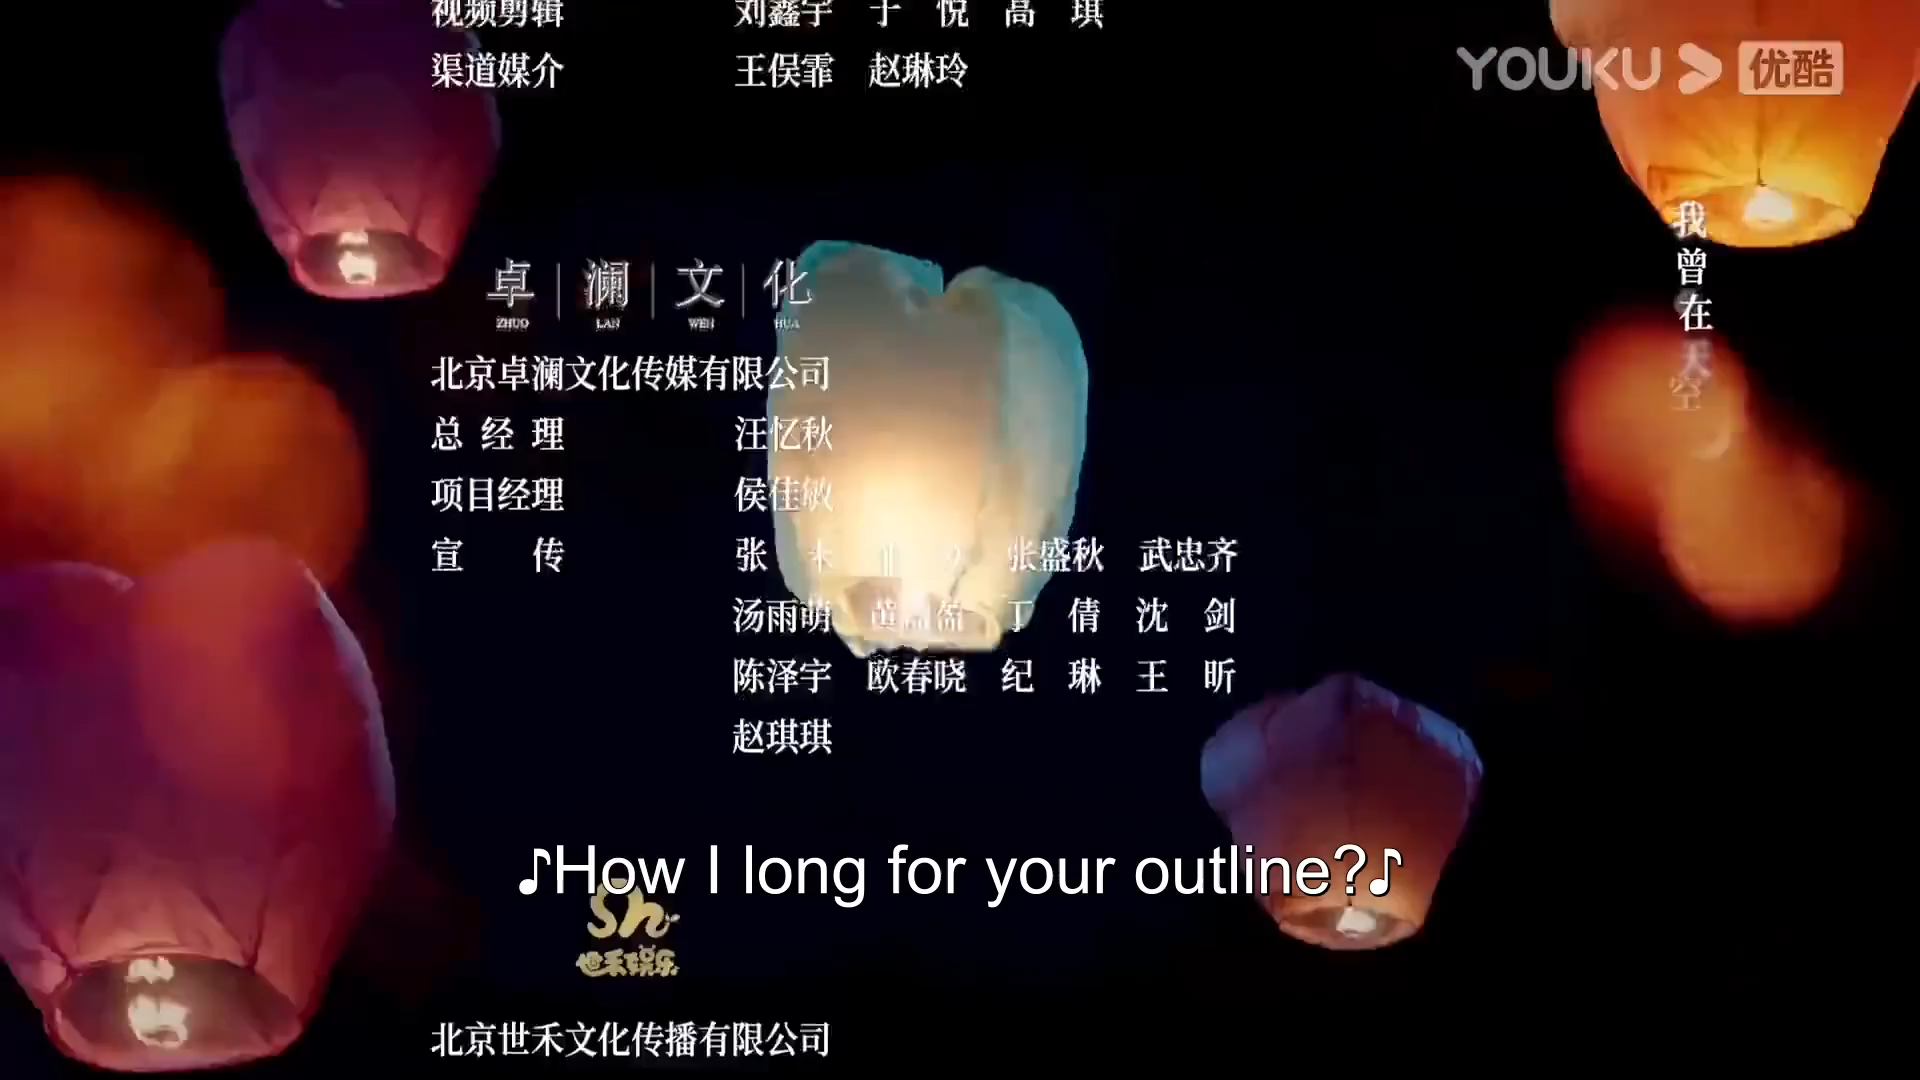 视频剪辑 刘鑫宇 于悦 高琪
渠道媒介 王俣霏 赵琳玲
YOUKU 优酷
我曾在天空
卓 澜 文 化
ZHUO LAN WEN HUA
北京卓澜文化传媒有限公司
总经理 汪忆秋
项目经理 侯佳敏
宣传 张 张盛秋 武忠齐
汤雨萌 丁倩 沈剑
陈泽宇 欧春晓 纪琳 王昕
赵琪琪
♪How I long for your outline?♪
Sh
世禾娱乐
北京世禾文化传播有限公司